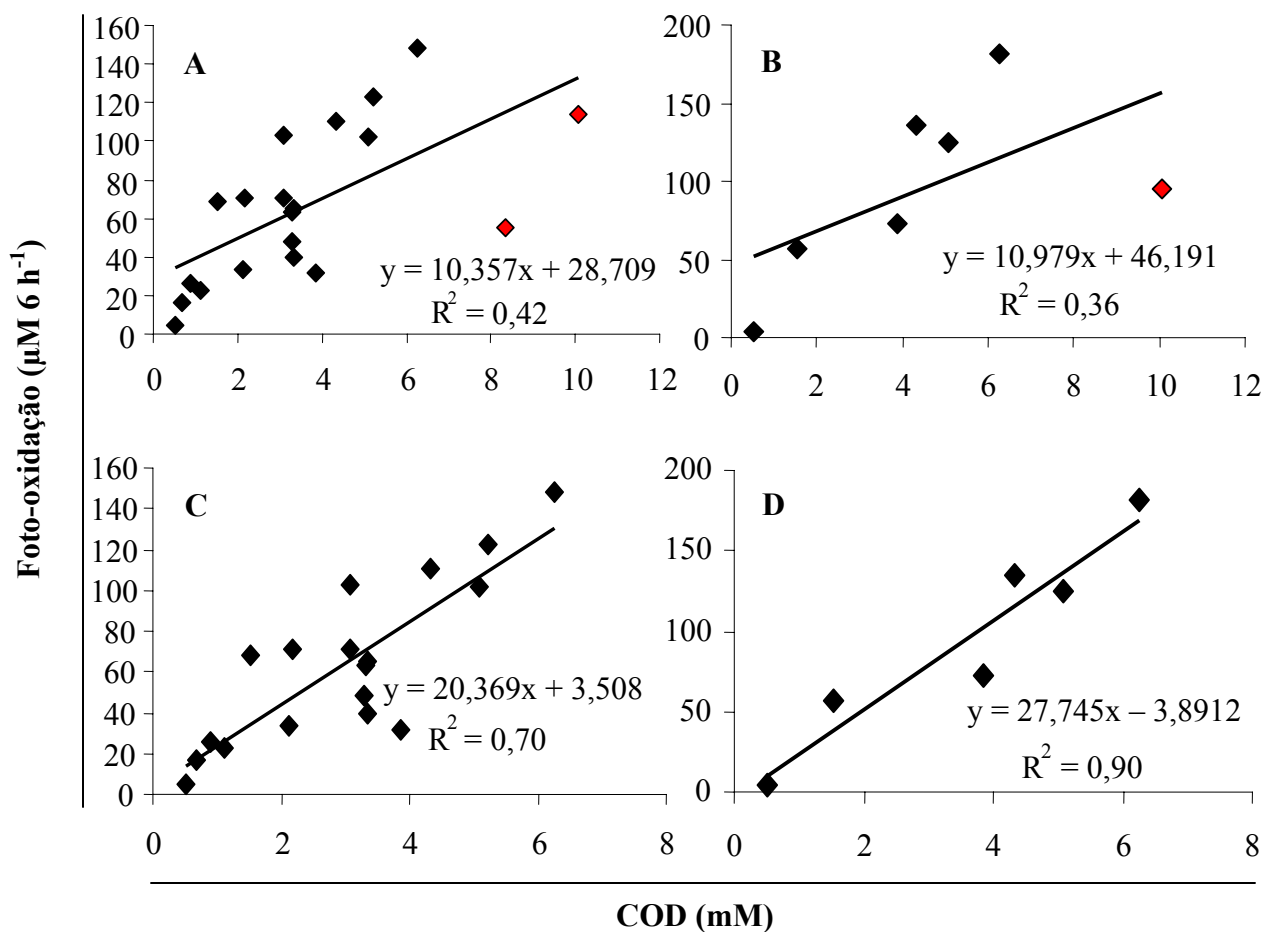 Foto-oxidação (µM 6 h⁻¹)
A
160
140
120
100
80
60
40
20
0
0 2 4 6 8 10 12
y = 10,357x + 28,709
R² = 0,42
B
200
150
100
50
0
0 2 4 6 8 10 12
y = 10,979x + 46,191
R² = 0,36
C
160
140
120
100
80
60
40
20
0
0 2 4 6 8
y = 20,369x + 3,508
R² = 0,70
D
200
150
100
50
0
0 2 4 6 8
y = 27,745x – 3,8912
R² = 0,90
COD (mM)